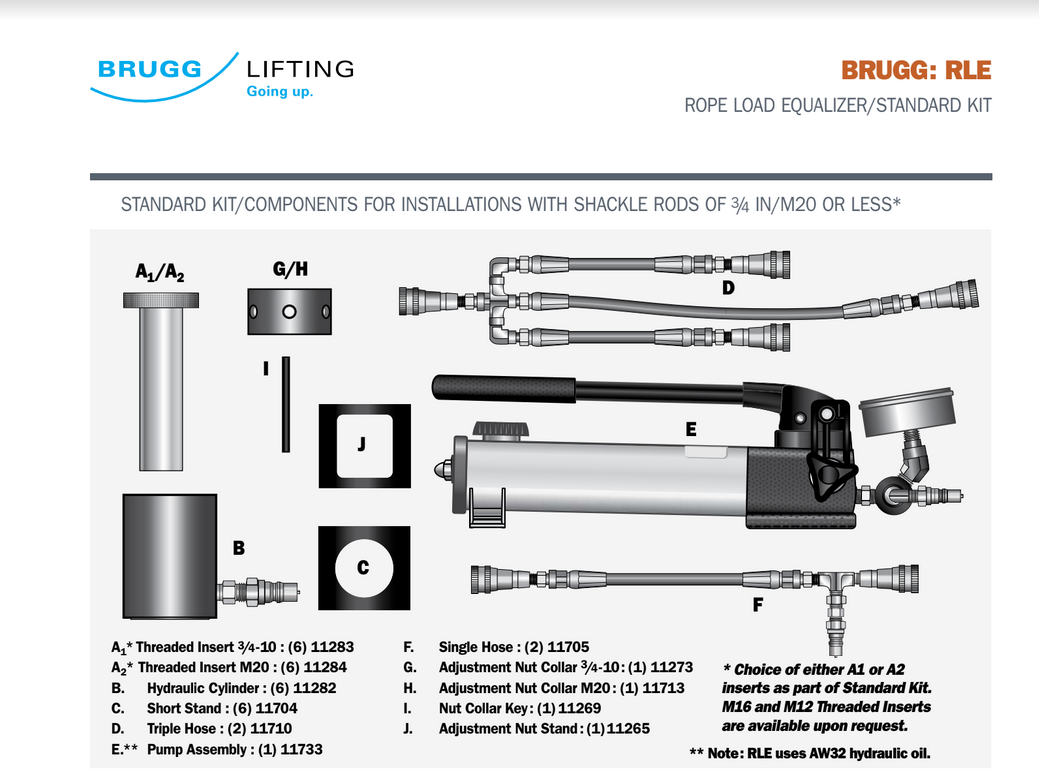 BRUGG LIFTING
Going up.
BRUGG: RLE
ROPE LOAD EQUALIZER/STANDARD KIT
STANDARD KIT/COMPONENTS FOR INSTALLATIONS WITH SHACKLE RODS OF ¾ IN/M20 OR LESS*
A₁/A₂
G/H
D
I
J
E
B
C
F
A₁* Threaded Insert ¾-10 : (6) 11283
A₂* Threaded Insert M20 : (6) 11284
B. Hydraulic Cylinder : (6) 11282
C. Short Stand : (6) 11704
D. Triple Hose : (2) 11710
E.** Pump Assembly : (1) 11733
F. Single Hose : (2) 11705
G. Adjustment Nut Collar ¾-10: (1) 11273
H. Adjustment Nut Collar M20 : (1) 11713
I. Nut Collar Key : (1) 11269
J. Adjustment Nut Stand : (1) 11265
* Choice of either A1 or A2
inserts as part of Standard Kit.
M16 and M12 Threaded Inserts
are available upon request.
** Note: RLE uses AW32 hydraulic oil.